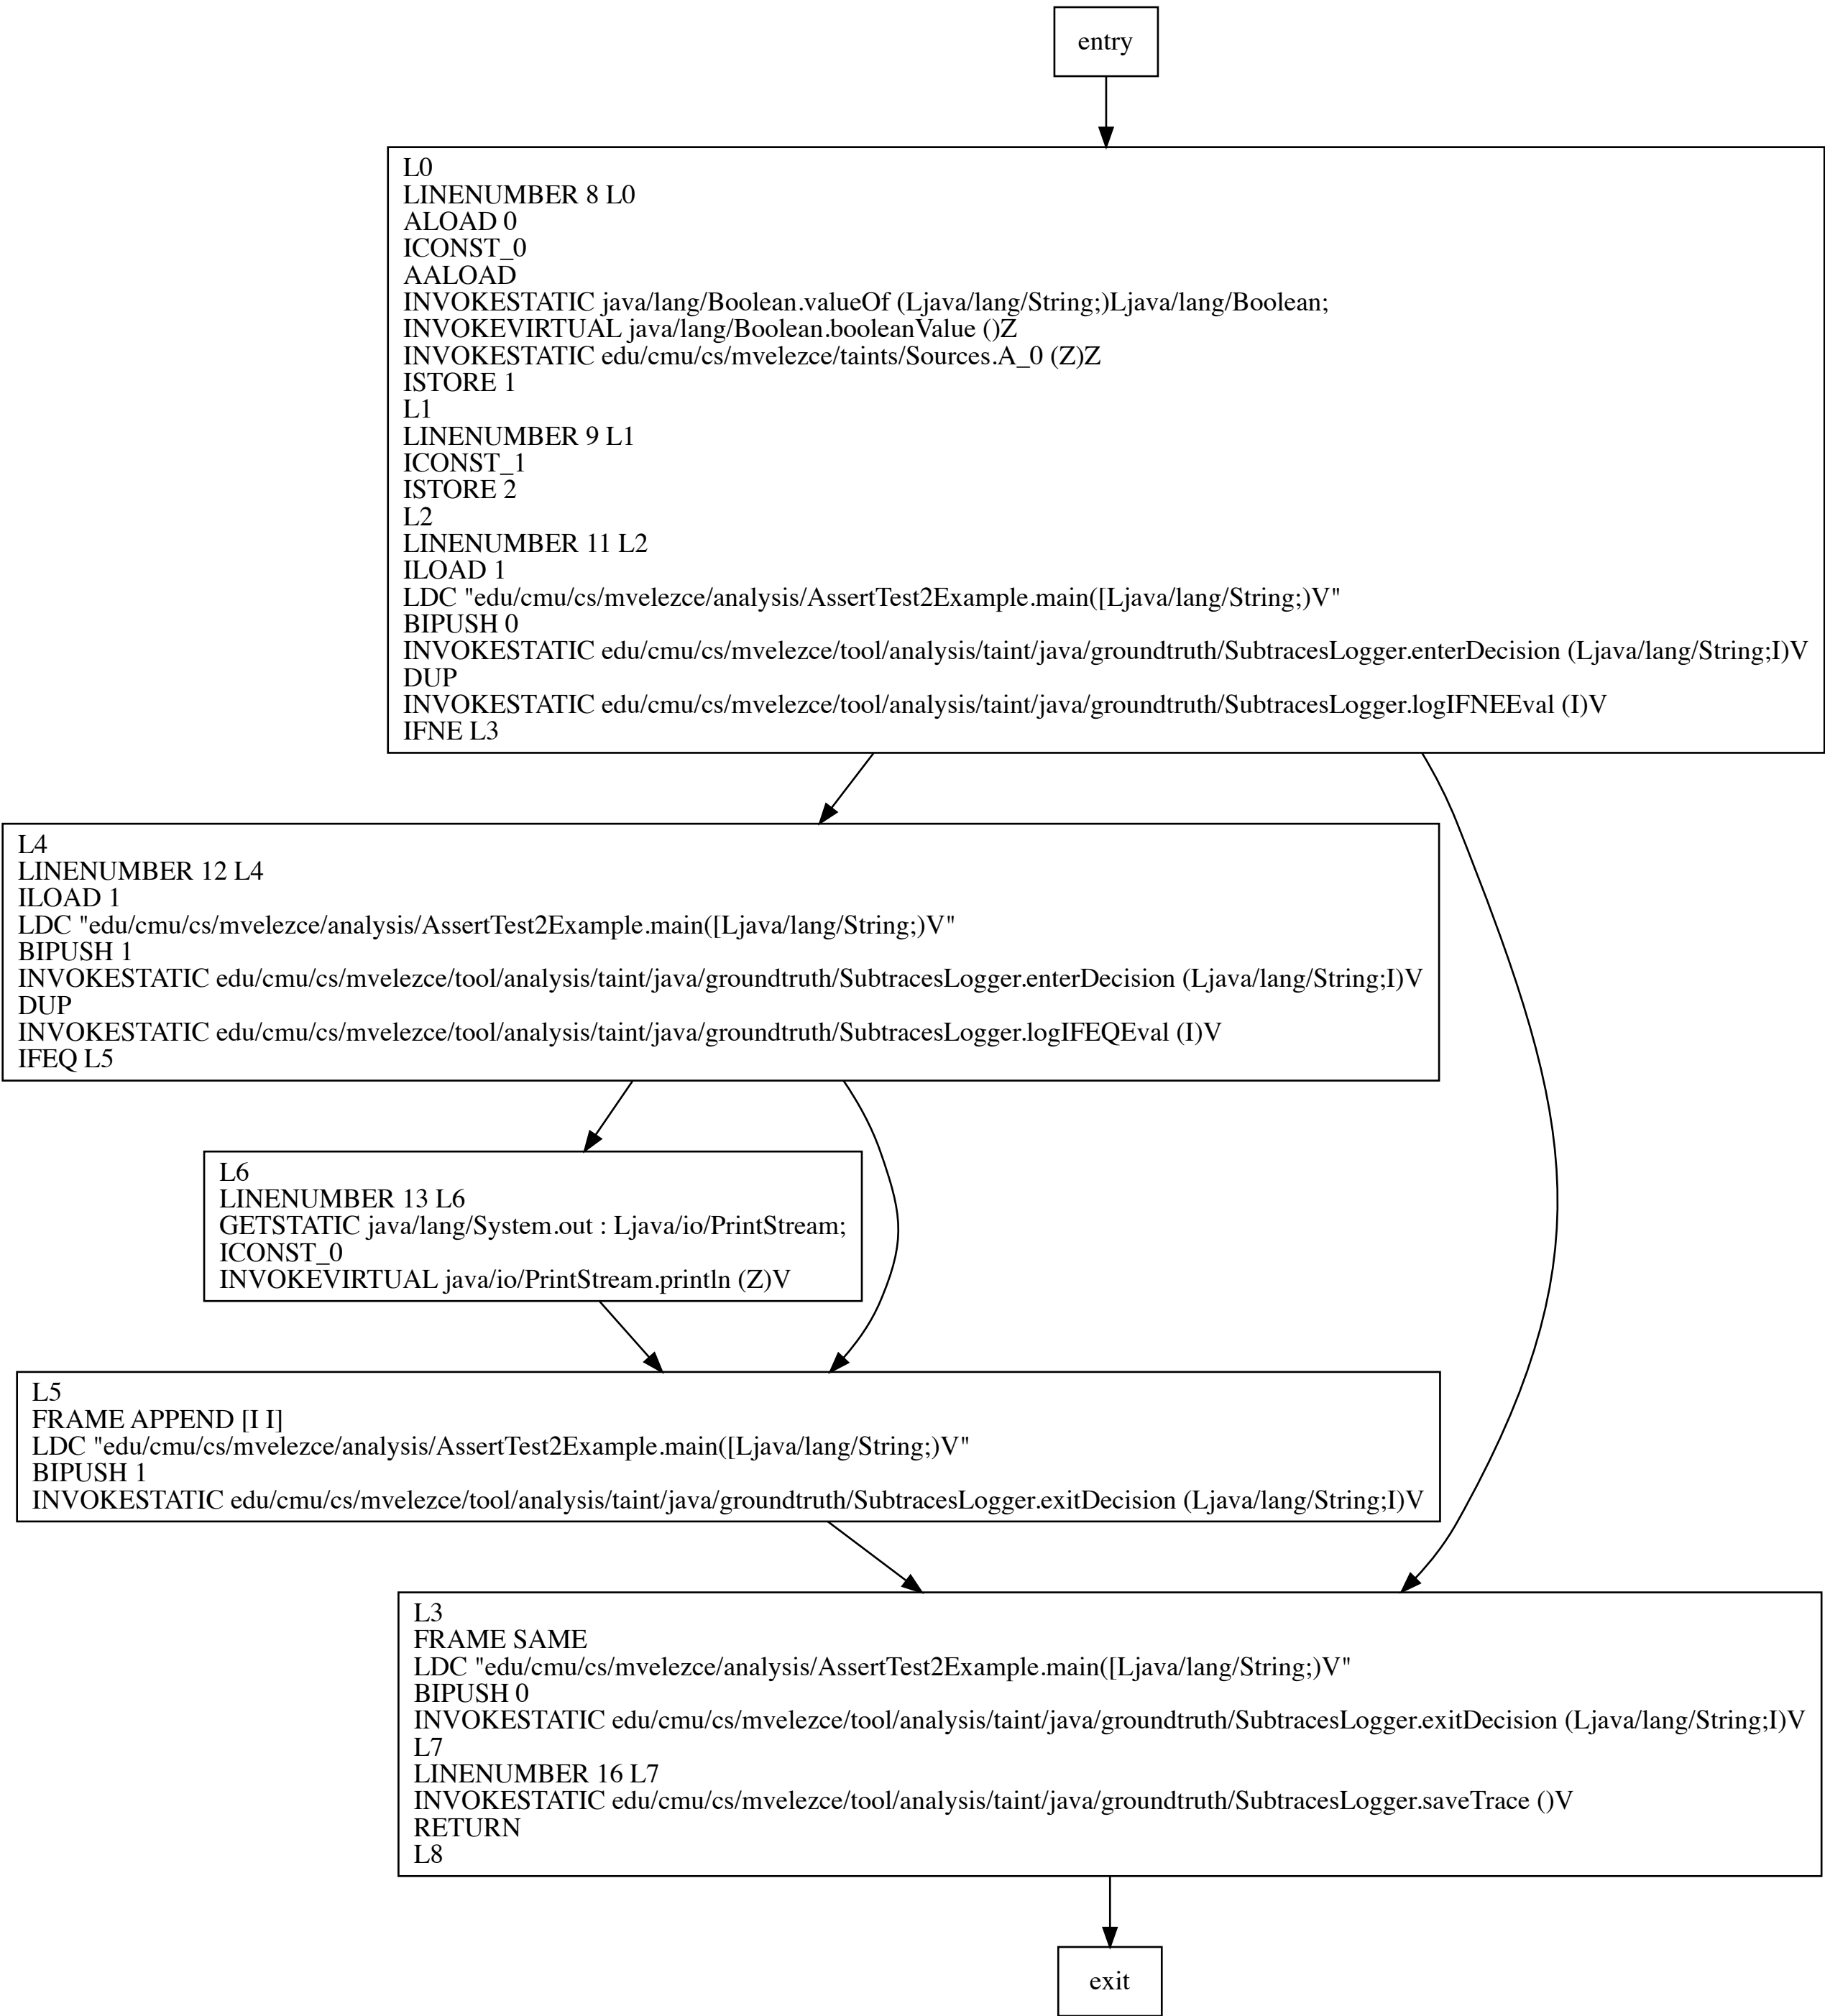 entry
L0
LINENUMBER 8 L0
ALOAD 0
ICONST_0
AALOAD
INVOKESTATIC java/lang/Boolean.valueOf (Ljava/lang/String;)Ljava/lang/Boolean;
INVOKEVIRTUAL java/lang/Boolean.booleanValue ()Z
INVOKESTATIC edu/cmu/cs/mvelezce/taints/Sources.A_0 (Z)Z
ISTORE 1
L1
LINENUMBER 9 L1
ICONST_1
ISTORE 2
L2
LINENUMBER 11 L2
ILOAD 1
LDC "edu/cmu/cs/mvelezce/analysis/AssertTest2Example.main([Ljava/lang/String;)V"
BIPUSH 0
INVOKESTATIC edu/cmu/cs/mvelezce/tool/analysis/taint/java/groundtruth/SubtracesLogger.enterDecision (Ljava/lang/String;I)V
DUP
INVOKESTATIC edu/cmu/cs/mvelezce/tool/analysis/taint/java/groundtruth/SubtracesLogger.logIFNEEval (I)V
IFNE L3
L4
LINENUMBER 12 L4
ILOAD 1
LDC "edu/cmu/cs/mvelezce/analysis/AssertTest2Example.main([Ljava/lang/String;)V"
BIPUSH 1
INVOKESTATIC edu/cmu/cs/mvelezce/tool/analysis/taint/java/groundtruth/SubtracesLogger.enterDecision (Ljava/lang/String;I)V
DUP
INVOKESTATIC edu/cmu/cs/mvelezce/tool/analysis/taint/java/groundtruth/SubtracesLogger.logIFEQEval (I)V
IFEQ L5
L6
LINENUMBER 13 L6
GETSTATIC java/lang/System.out : Ljava/io/PrintStream;
ICONST_0
INVOKEVIRTUAL java/io/PrintStream.println (Z)V
L5
FRAME APPEND [I I]
LDC "edu/cmu/cs/mvelezce/analysis/AssertTest2Example.main([Ljava/lang/String;)V"
BIPUSH 1
INVOKESTATIC edu/cmu/cs/mvelezce/tool/analysis/taint/java/groundtruth/SubtracesLogger.exitDecision (Ljava/lang/String;I)V
L3
FRAME SAME
LDC "edu/cmu/cs/mvelezce/analysis/AssertTest2Example.main([Ljava/lang/String;)V"
BIPUSH 0
INVOKESTATIC edu/cmu/cs/mvelezce/tool/analysis/taint/java/groundtruth/SubtracesLogger.exitDecision (Ljava/lang/String;I)V
L7
LINENUMBER 16 L7
INVOKESTATIC edu/cmu/cs/mvelezce/tool/analysis/taint/java/groundtruth/SubtracesLogger.saveTrace ()V
RETURN
L8
exit